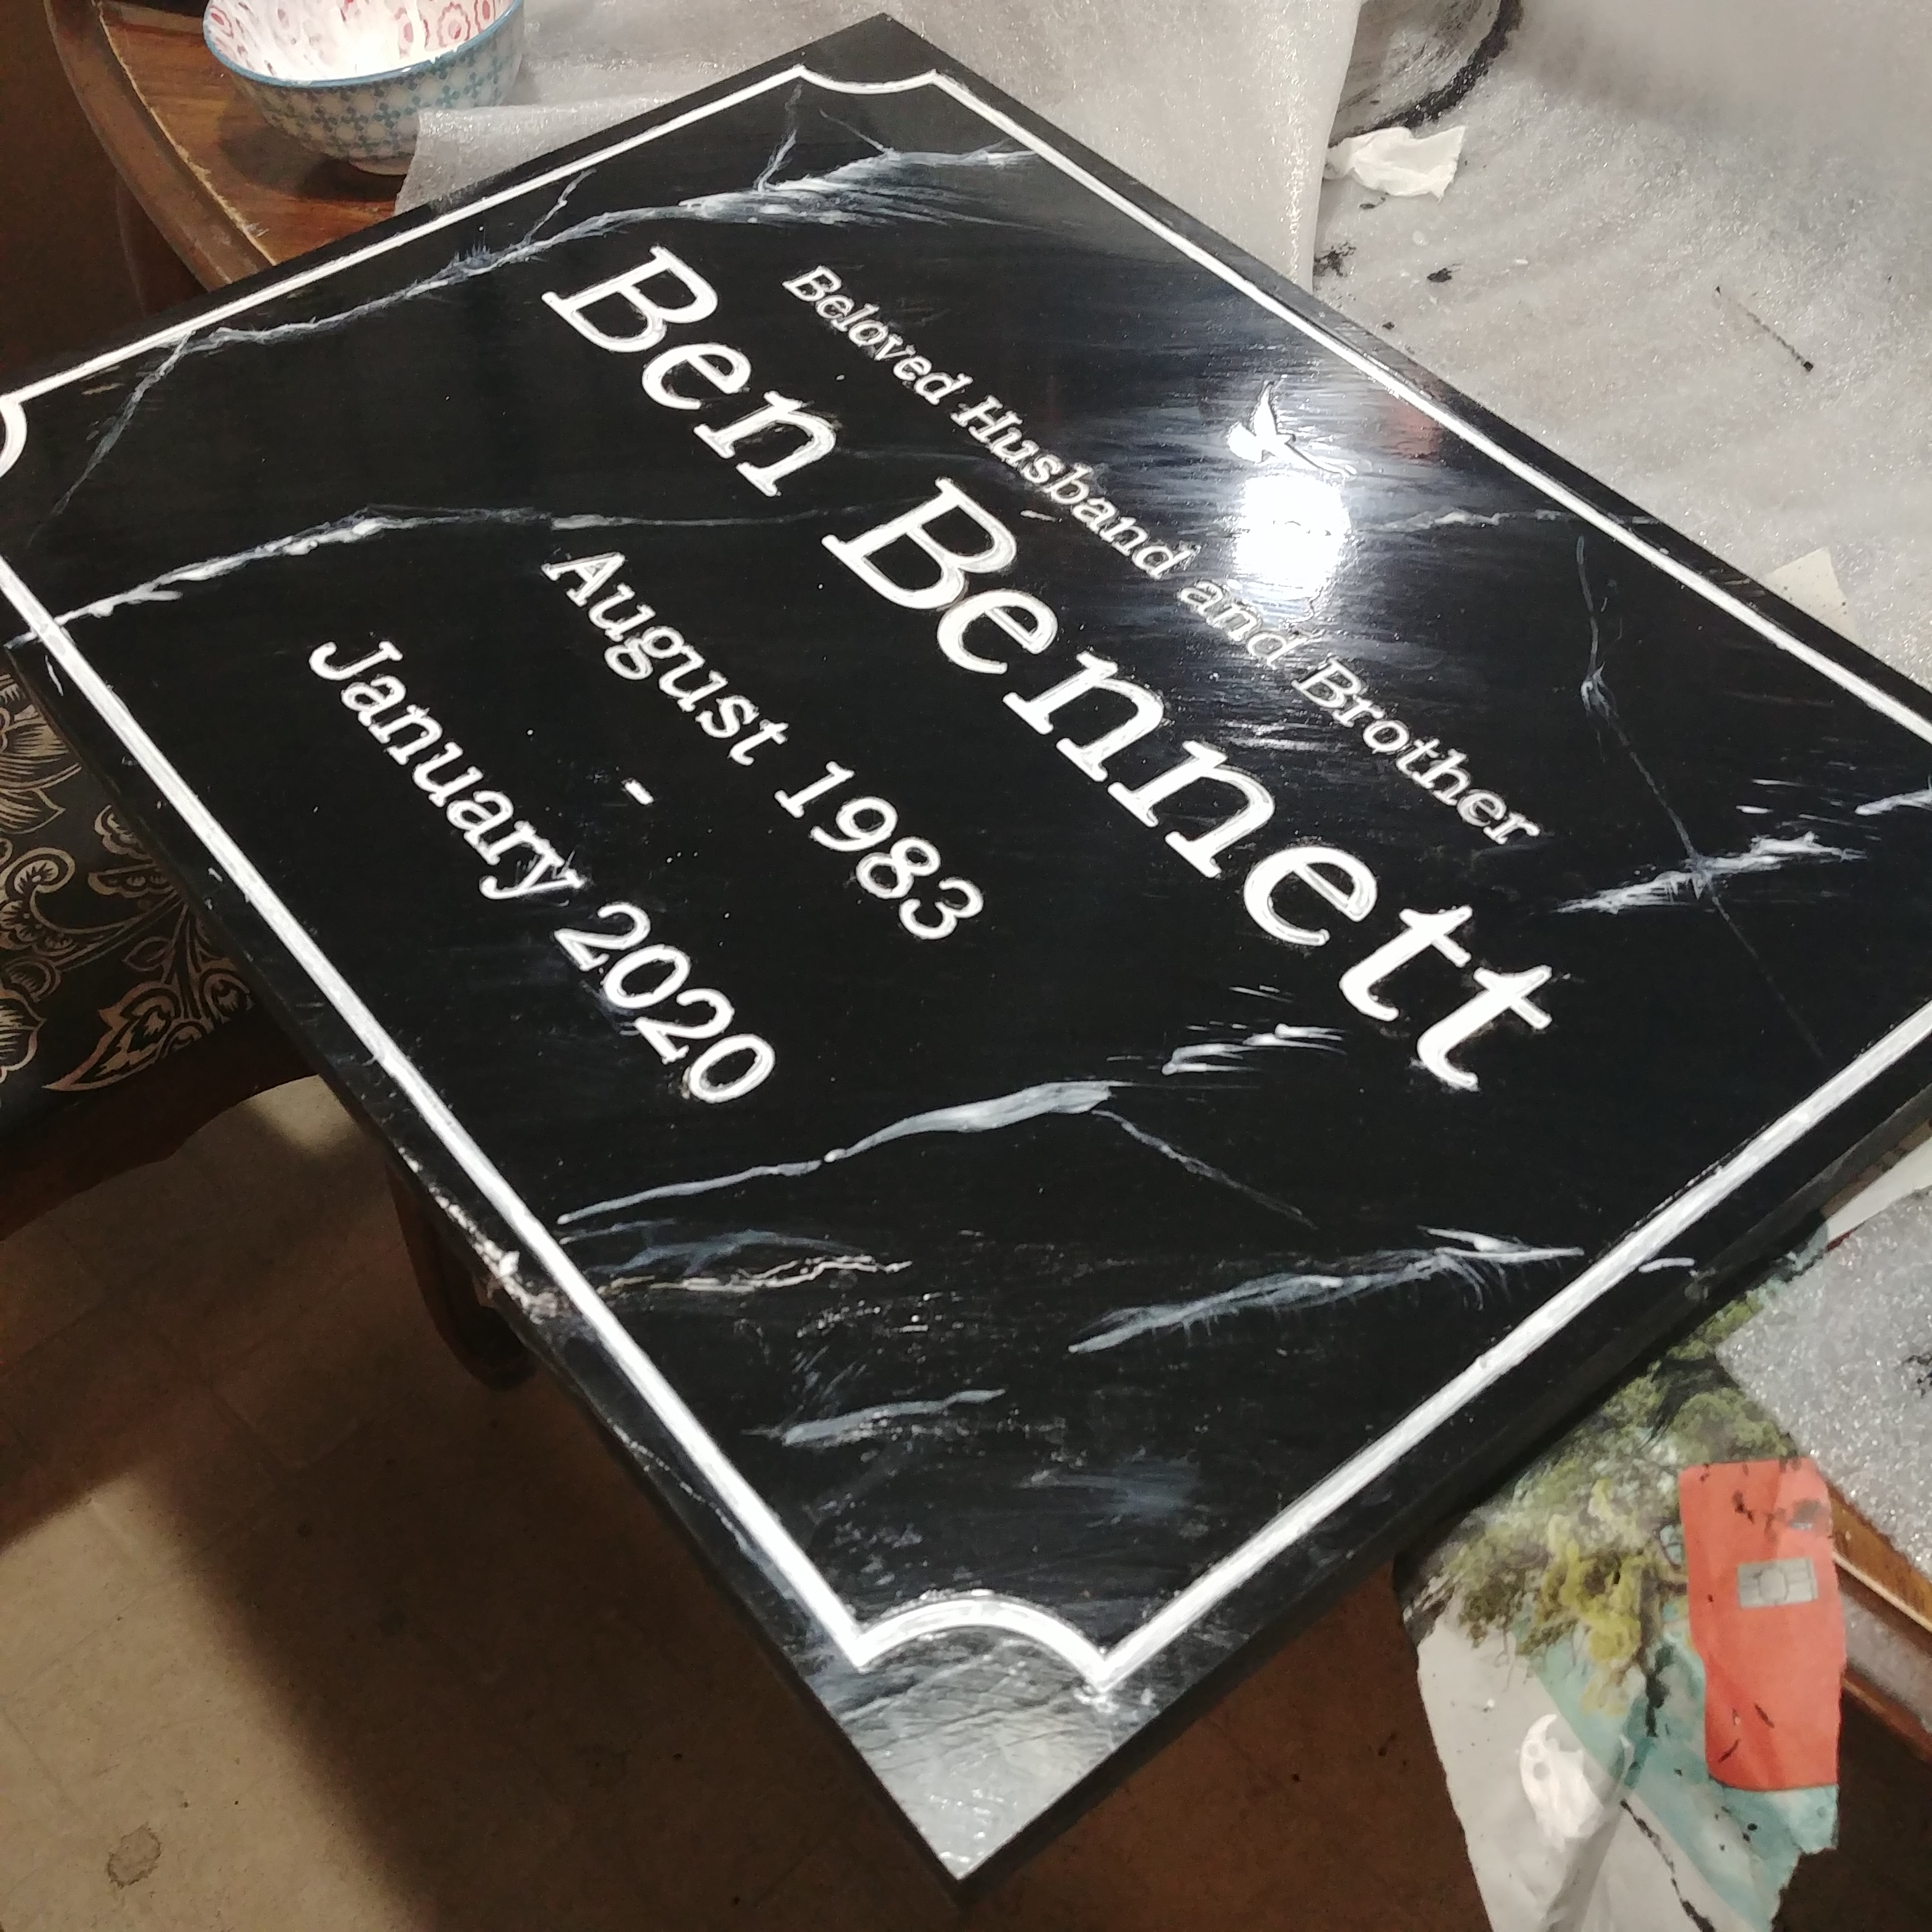 Beloved Husband and Brother
Ben Bennett
August 1983
-
January 2020